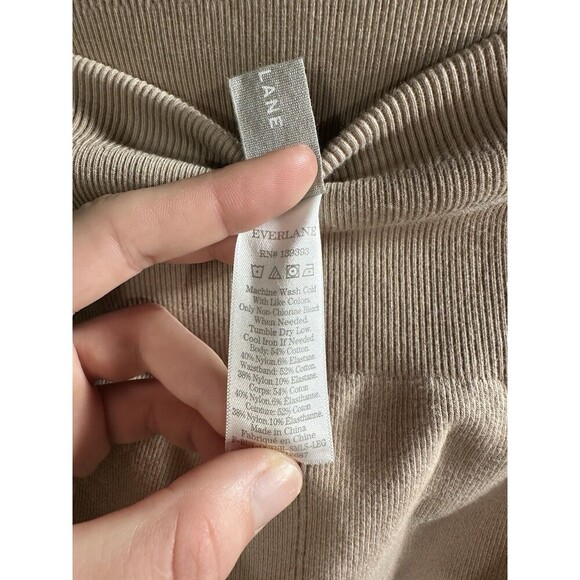 LANE
EVERLANE
RN# 139393
Machine Wash Cold
With Like Colors.
Only Non-Chlorine Bleach
When Needed.
Tumble Dry Low.
Cool Iron If Needed.
Body: 54% Cotton.
40% Nylon.6% Elastane.
Waistband: 52% Cotton
38% Nylon.10% Elastane.
Corps: 54% Coton
40% Nylon.6% Élasthanne.
Ceinture: 52% Coton
38% Nylon.10% Élasthanne.
Made in China
Fabriqué en Chine